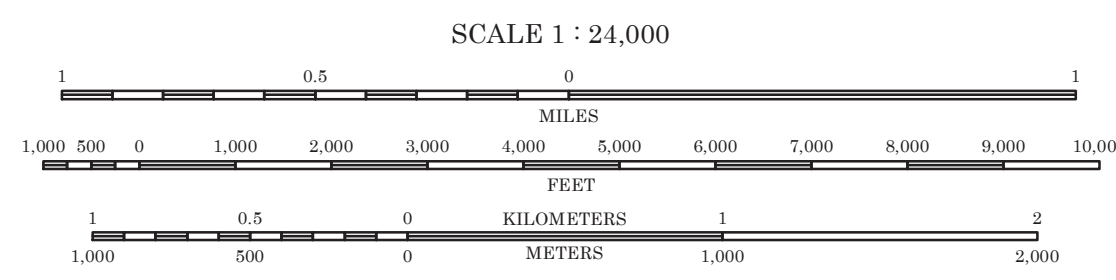 SCALE 1 : 24,000
1 0.5 0 1
MILES
1,000 500 0 1,000 2,000 3,000 4,000 5,000 6,000 7,000 8,000 9,000 10,00
FEET
1 0.5 0 KILOMETERS 1 2
1,000 500 0 METERS 1,000 2,000